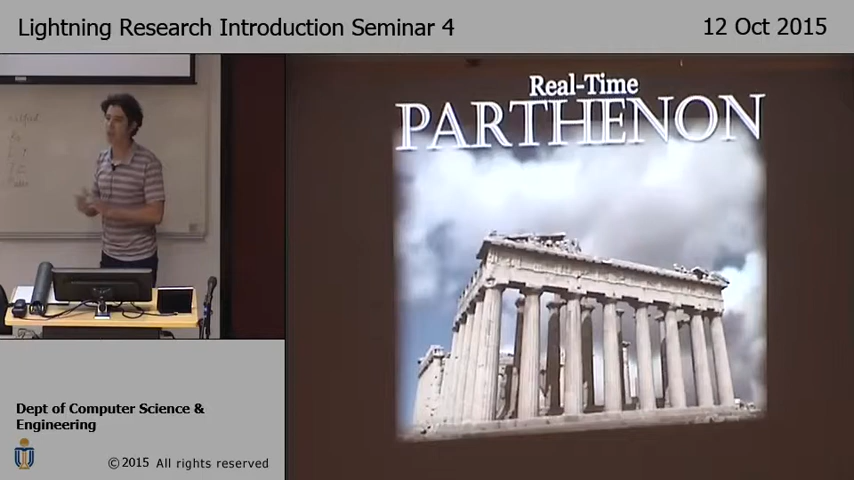 Lightning Research Introduction Seminar 4
12 Oct 2015
Real-Time
PARTHENON
Dept of Computer Science &
Engineering
©2015 All rights reserved